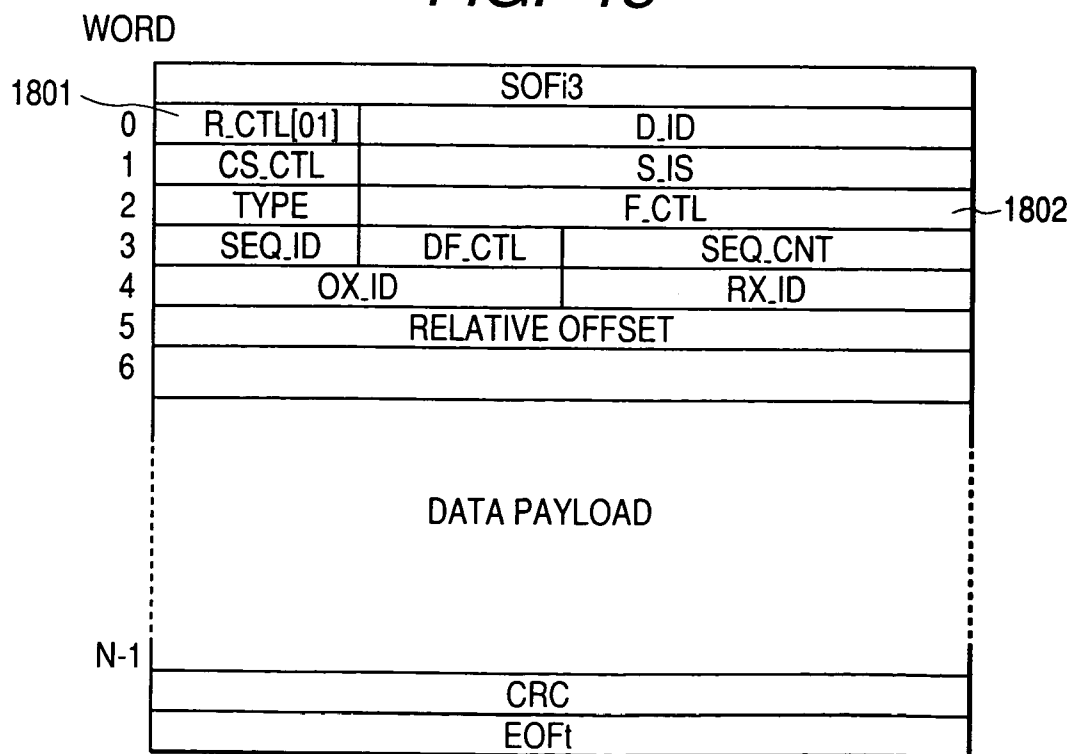 WORD
SOFi3
1801
0 R_CTL[01] D_ID
1 CS_CTL S_IS
2 TYPE F_CTL 1802
3 SEQ_ID DF_CTL SEQ_CNT
4 OX_ID RX_ID
5 RELATIVE OFFSET
6
DATA PAYLOAD
N-1
CRC
EOFt